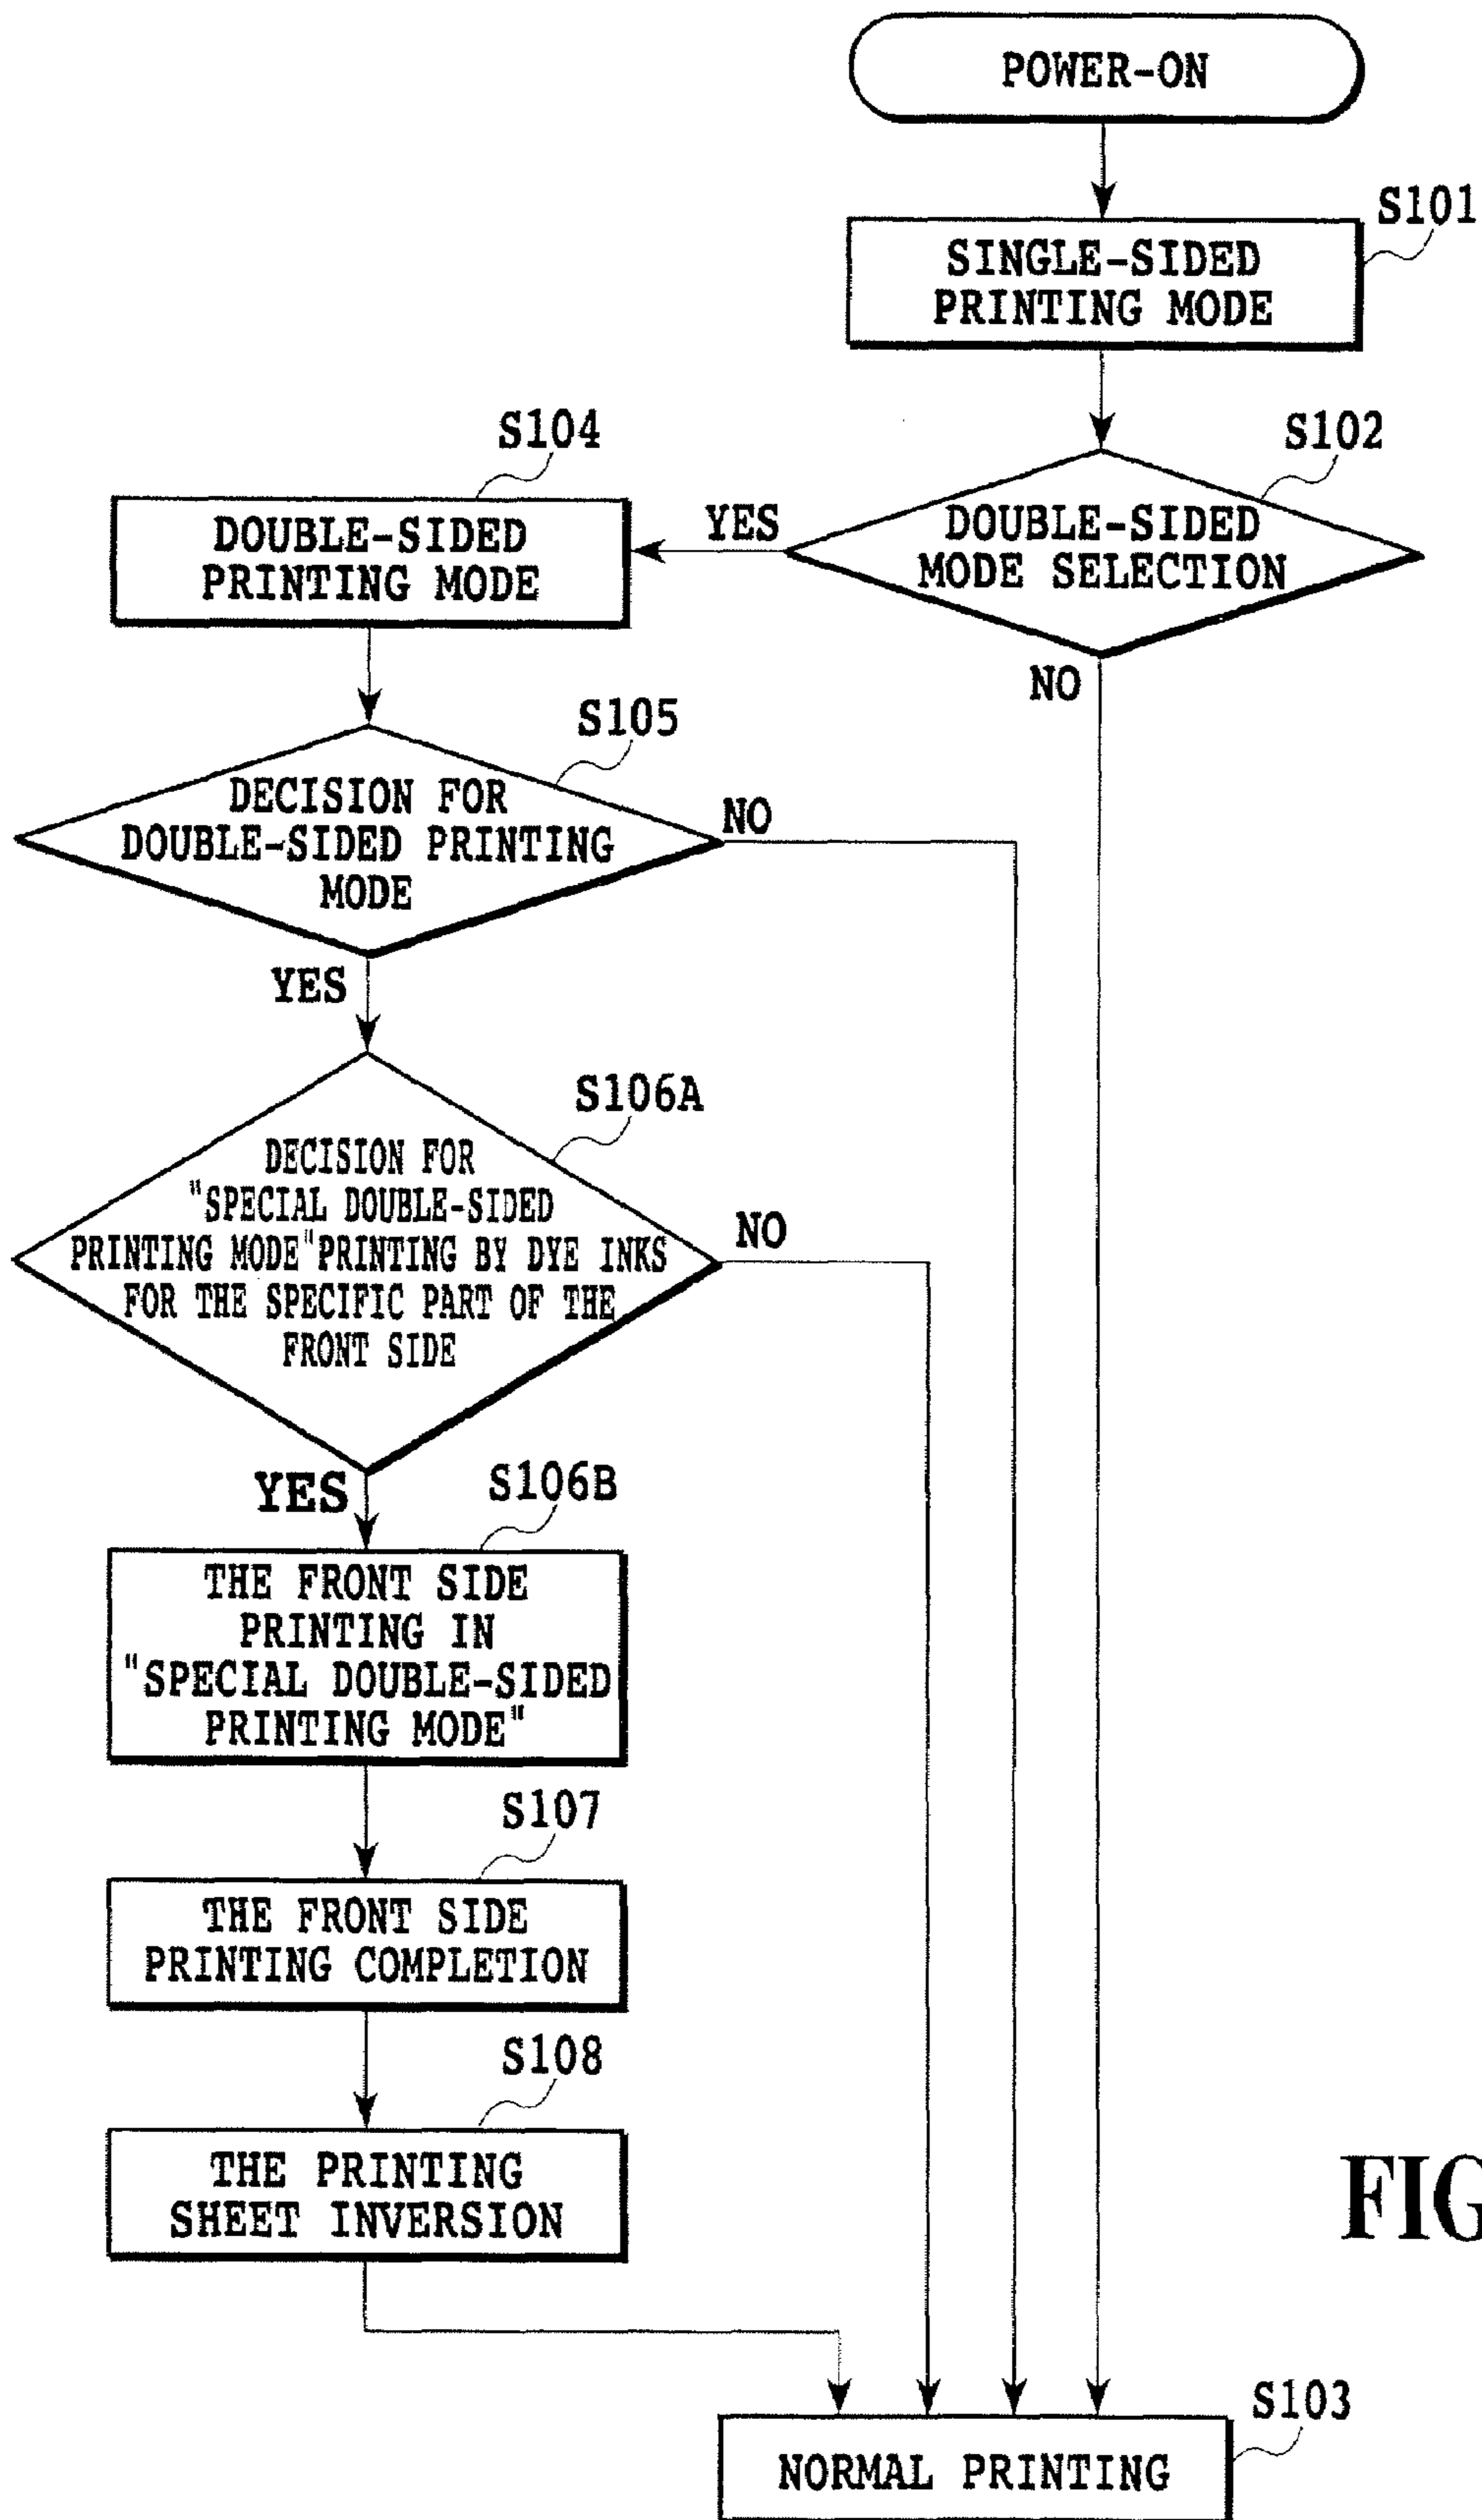 POWER-ON
S101
SINGLE-SIDED
PRINTING MODE
S102
DOUBLE-SIDED
MODE SELECTION
YES
NO
S104
DOUBLE-SIDED
PRINTING MODE
S105
DECISION FOR
DOUBLE-SIDED PRINTING
MODE
NO
YES
S106A
DECISION FOR
"SPECIAL DOUBLE-SIDED
PRINTING MODE"PRINTING BY DYE INKS
FOR THE SPECIFIC PART OF THE
FRONT SIDE
NO
YES
S106B
THE FRONT SIDE
PRINTING IN
"SPECIAL DOUBLE-SIDED
PRINTING MODE"
S107
THE FRONT SIDE
PRINTING COMPLETION
S108
THE PRINTING
SHEET INVERSION
FIG
S103
NORMAL PRINTING